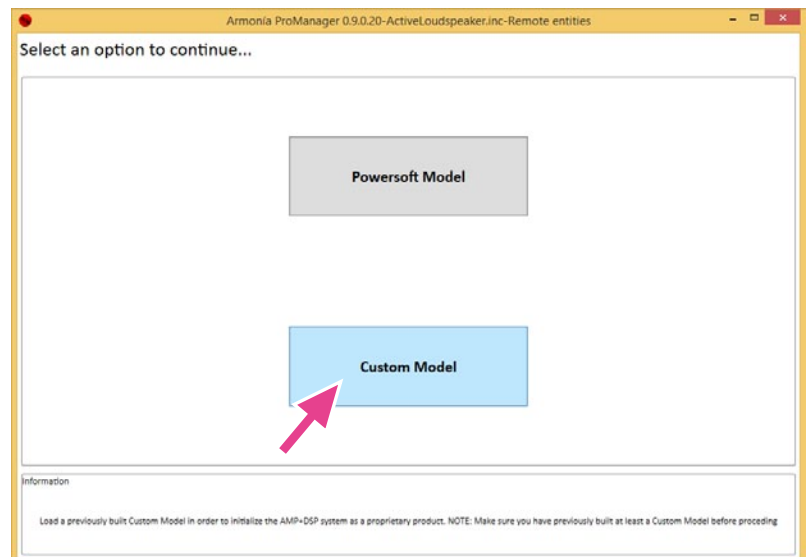 Armonía ProManager 0.9.0.20-ActiveLoudspeaker.inc-Remote entities
Select an option to continue...
Powersoft Model
Custom Model
Information
Load a previously built Custom Model in order to initialize the AMP+DSP system as a proprietary product. NOTE: Make sure you have previously built at least a Custom Model before proceding